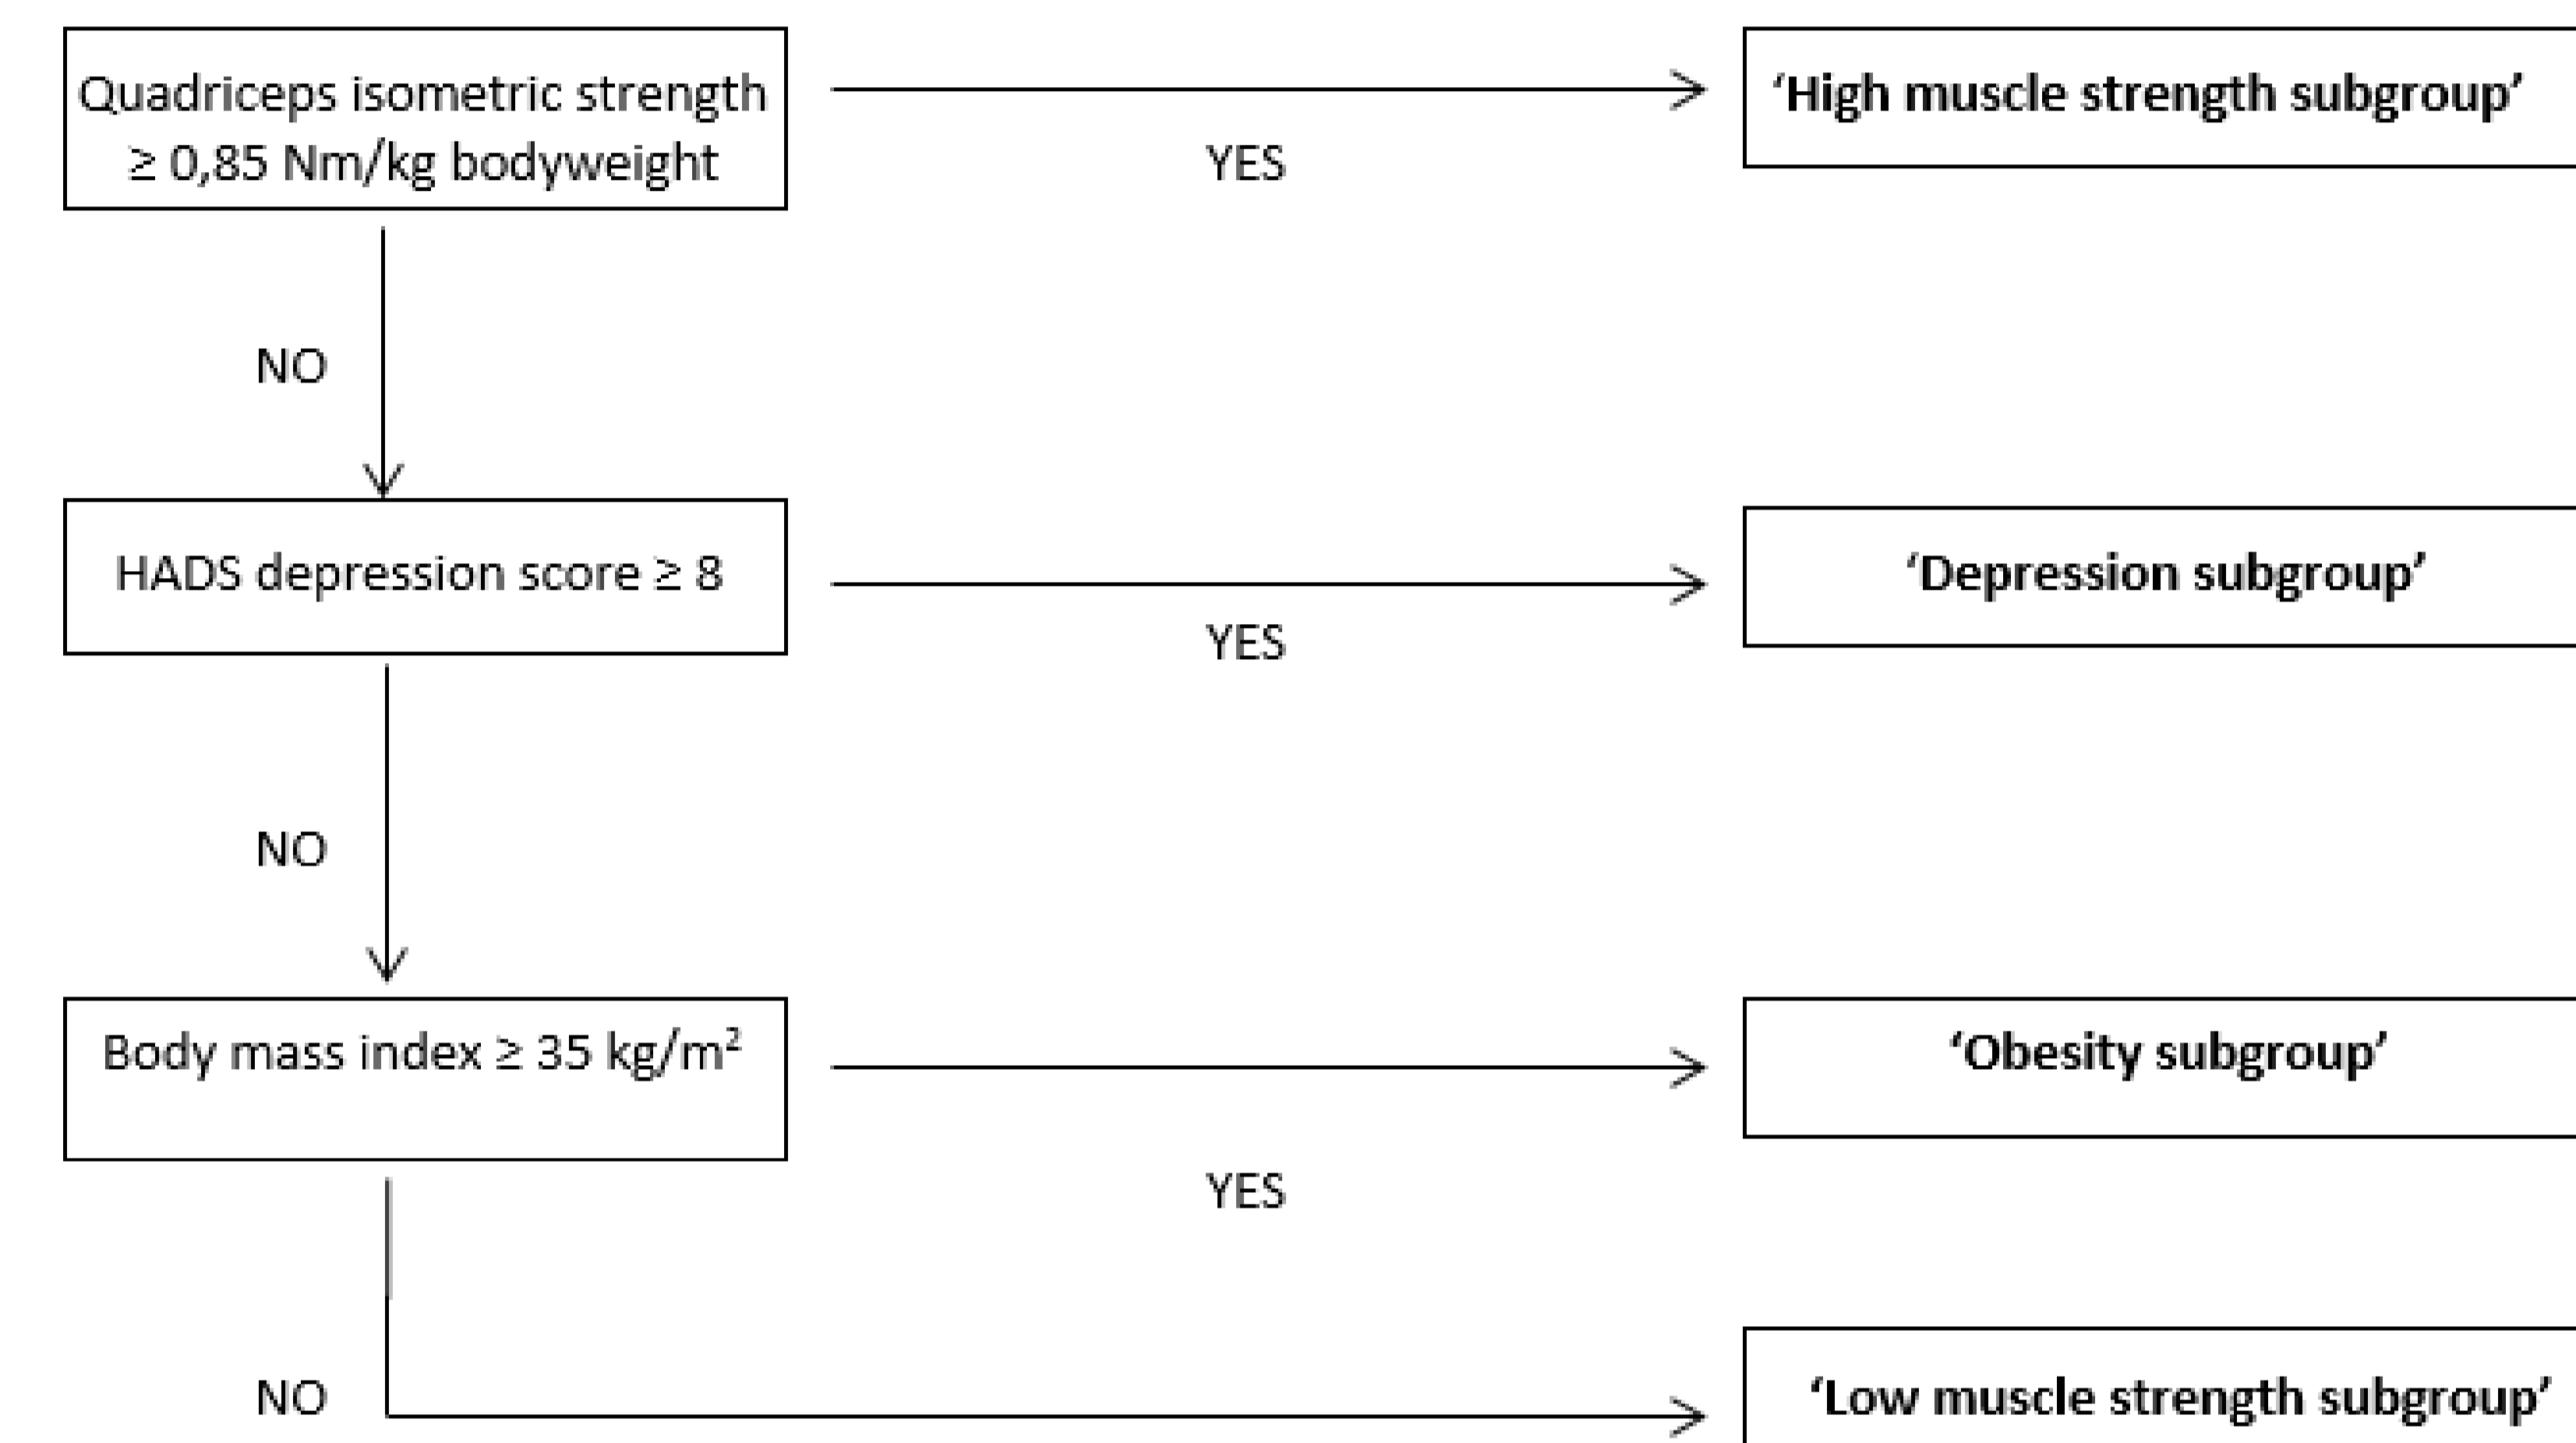 Quadriceps isometric strength
≥ 0,85 Nm/kg bodyweight
YES
‘High muscle strength subgroup’
NO
HADS depression score ≥ 8
YES
‘Depression subgroup’
NO
Body mass index ≥ 35 kg/m²
YES
‘Obesity subgroup’
NO
‘Low muscle strength subgroup’